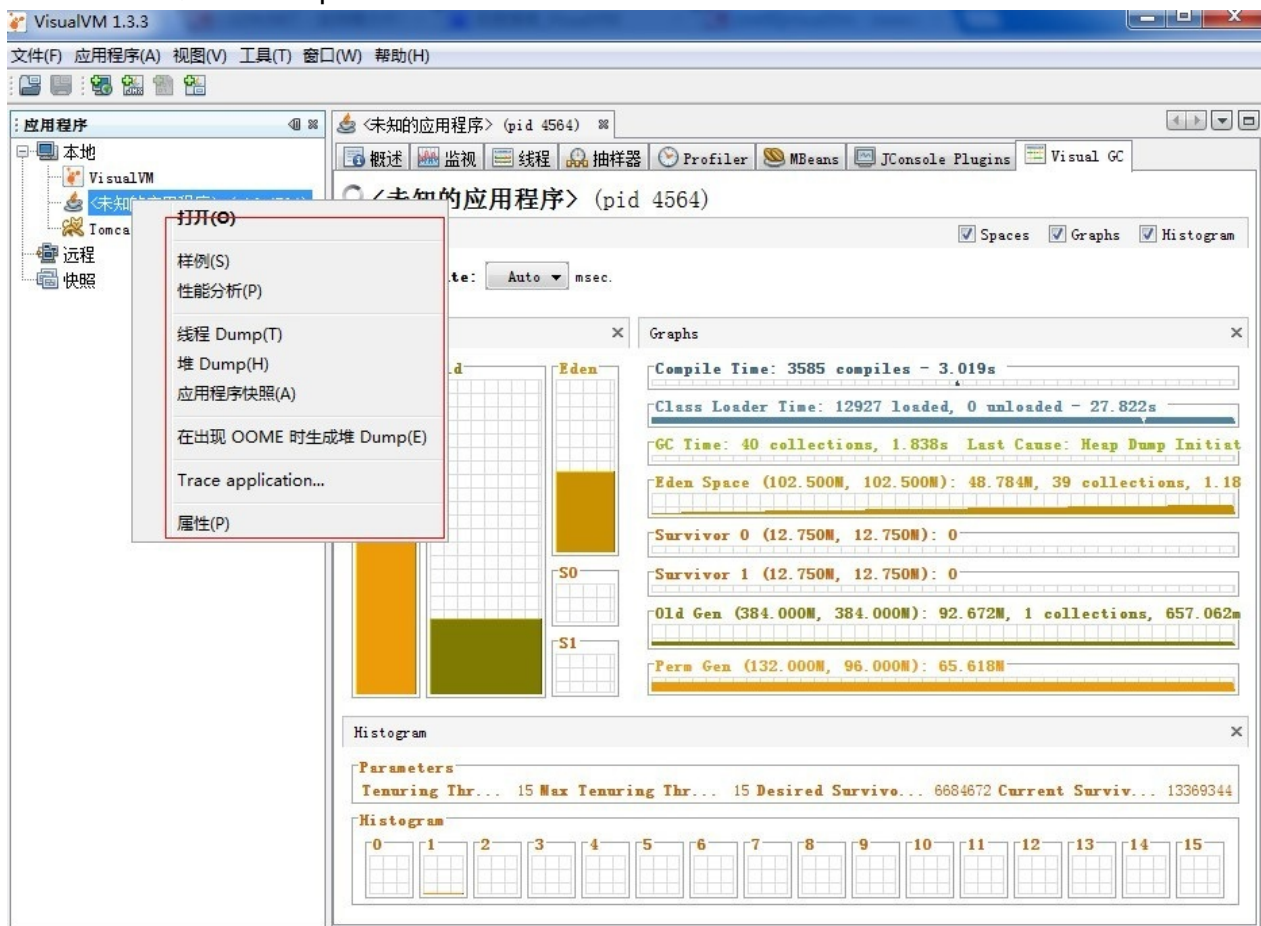 VisualVM 1.3.3
文件(F) 应用程序(A) 视图(V) 工具(T) 窗口(W) 帮助(H)
应用程序
本地
VisualVM
<未知的
Tomca
远程
快照
打开(O)
样例(S)
性能分析(P)
线程 Dump(T)
堆 Dump(H)
应用程序快照(A)
在出现 OOME 时生成堆 Dump(E)
Trace application...
属性(P)
<未知的应用程序> (pid 4564)
概述 监视 线程 抽样器 Profiler MBeans JConsole Plugins Visual GC
<未知的应用程序> (pid 4564)
Spaces Graphs Histogram
te: Auto msec.
Graphs
d Eden
S0
S1
Compile Time: 3585 compiles - 3.019s
Class Loader Time: 12927 loaded, 0 unloaded - 27.822s
GC Time: 40 collections, 1.838s Last Cause: Heap Dump Initiat
Eden Space (102.500M, 102.500M): 48.784M, 39 collections, 1.18
Survivor 0 (12.750M, 12.750M): 0
Survivor 1 (12.750M, 12.750M): 0
Old Gen (384.000M, 384.000M): 92.672M, 1 collections, 657.062m
Perm Gen (132.000M, 96.000M): 65.618M
Histogram
Parameters
Tenuring Thr... 15 Max Tenuring Thr... 15 Desired Survivo... 6684672 Current Surviv... 13369344
Histogram
0 1 2 3 4 5 6 7 8 9 10 11 12 13 14 15